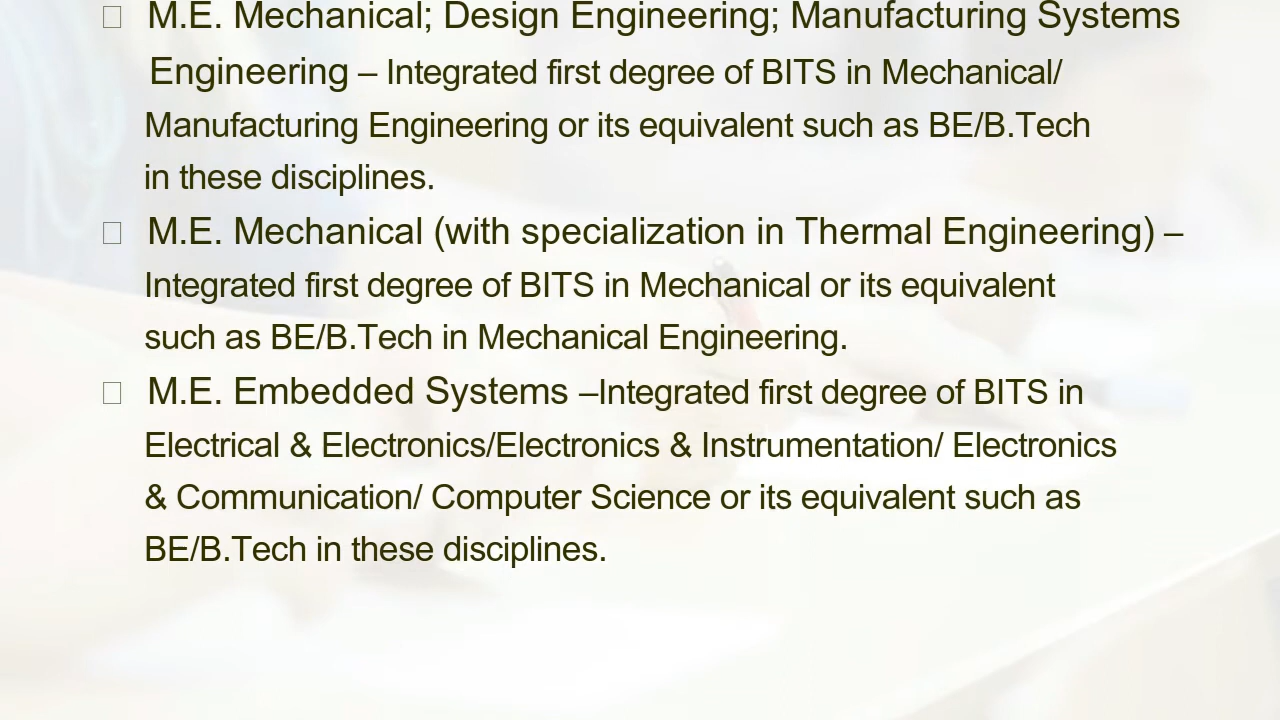 M.E. Mechanical; Design Engineering; Manufacturing Systems
Engineering – Integrated first degree of BITS in Mechanical/
Manufacturing Engineering or its equivalent such as BE/B.Tech
in these disciplines.
M.E. Mechanical (with specialization in Thermal Engineering) –
Integrated first degree of BITS in Mechanical or its equivalent
such as BE/B.Tech in Mechanical Engineering.
M.E. Embedded Systems –Integrated first degree of BITS in
Electrical & Electronics/Electronics & Instrumentation/ Electronics
& Communication/ Computer Science or its equivalent such as
BE/B.Tech in these disciplines.